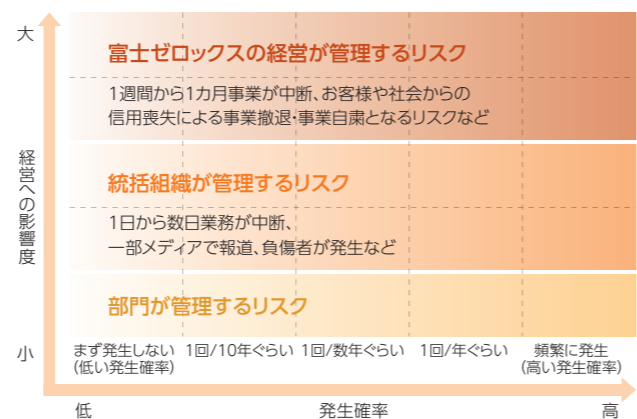 大
富士ゼロックスの経営が管理するリスク
1週間から1カ月事業が中断、お客様や社会からの
信用喪失による事業撤退・事業自粛となるリスクなど
経営への影響度
統括組織が管理するリスク
1日から数日業務が中断、
一部メディアで報道、負傷者が発生など
部門が管理するリスク
小
まず発生しない
(低い発生確率)
1回/10年ぐらい
1回/数年ぐらい
1回/年ぐらい
頻繁に発生
(高い発生確率)
低
発生確率
高